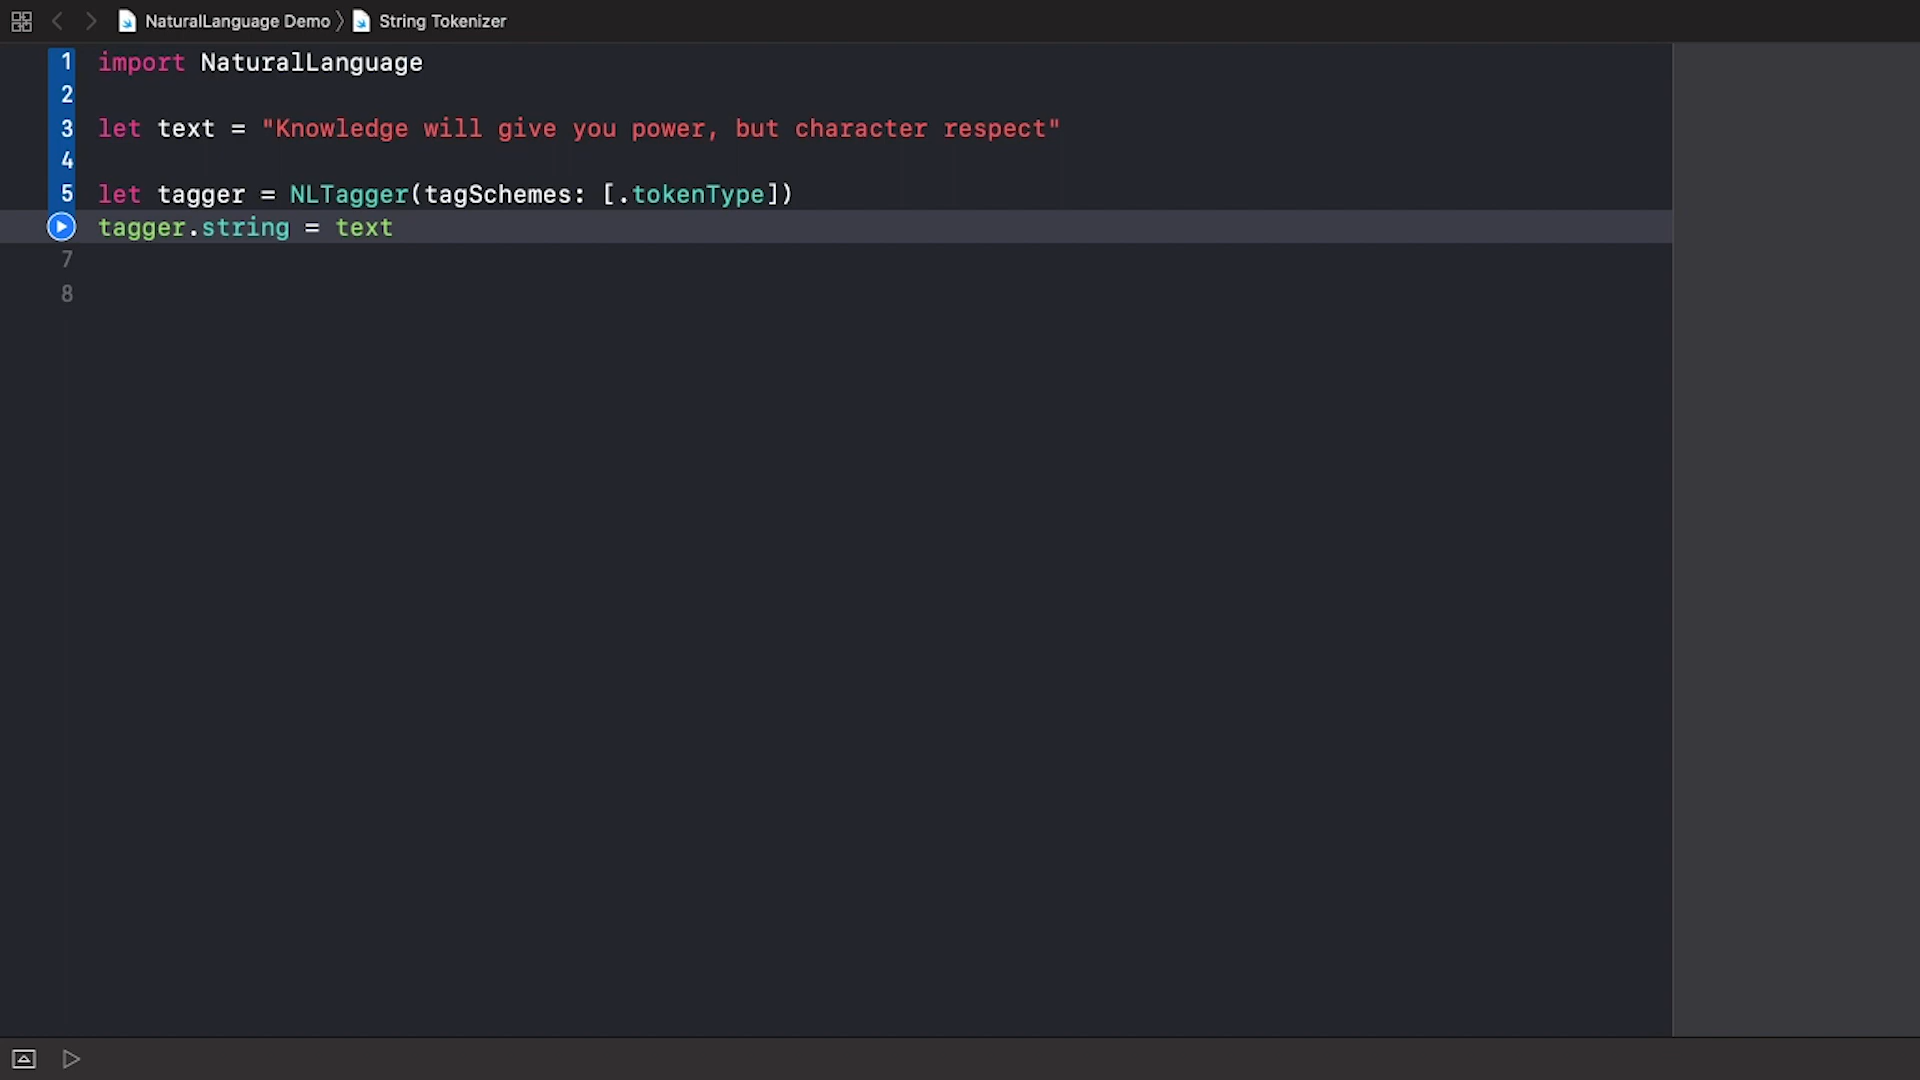 NaturalLanguage Demo 〉 String Tokenizer
1 import NaturalLanguage
2
3 let text = "Knowledge will give you power, but character respect"
4
5 let tagger = NLTagger(tagSchemes: [.tokenType])
tagger.string = text
7
8